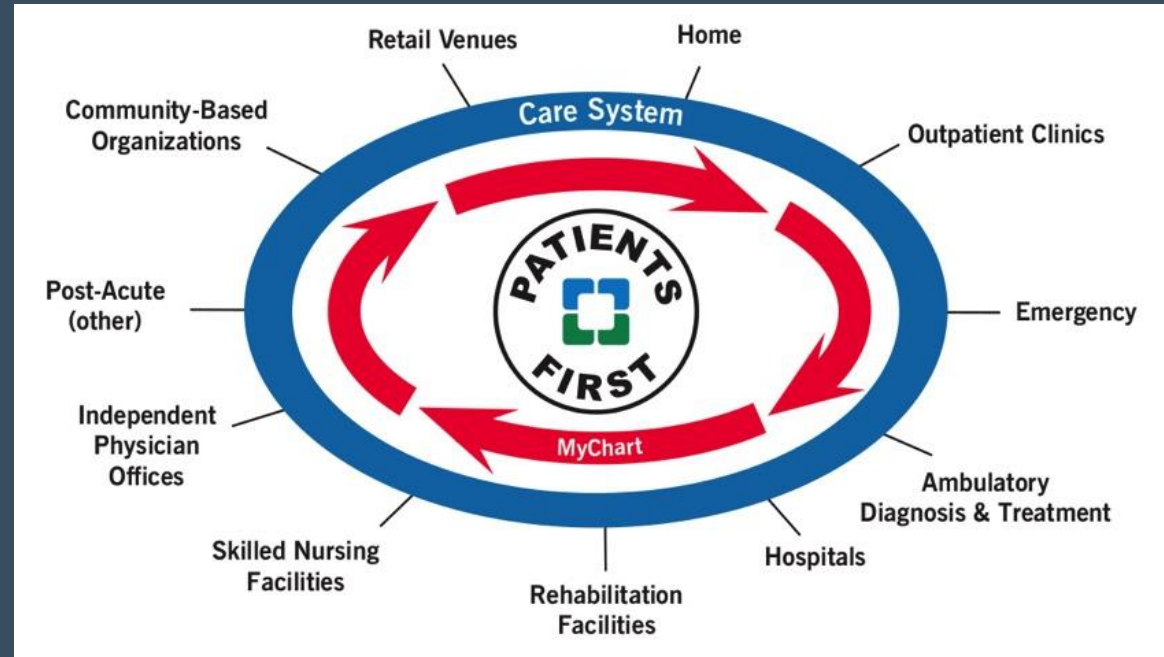 Retail Venues
Home
Care System
Community-Based
Organizations
Outpatient Clinics
PATIENTS
FIRST
Post-Acute
(other)
Emergency
Independent
Physician
Offices
MyChart
Ambulatory
Diagnosis & Treatment
Skilled Nursing
Facilities
Hospitals
Rehabilitation
Facilities